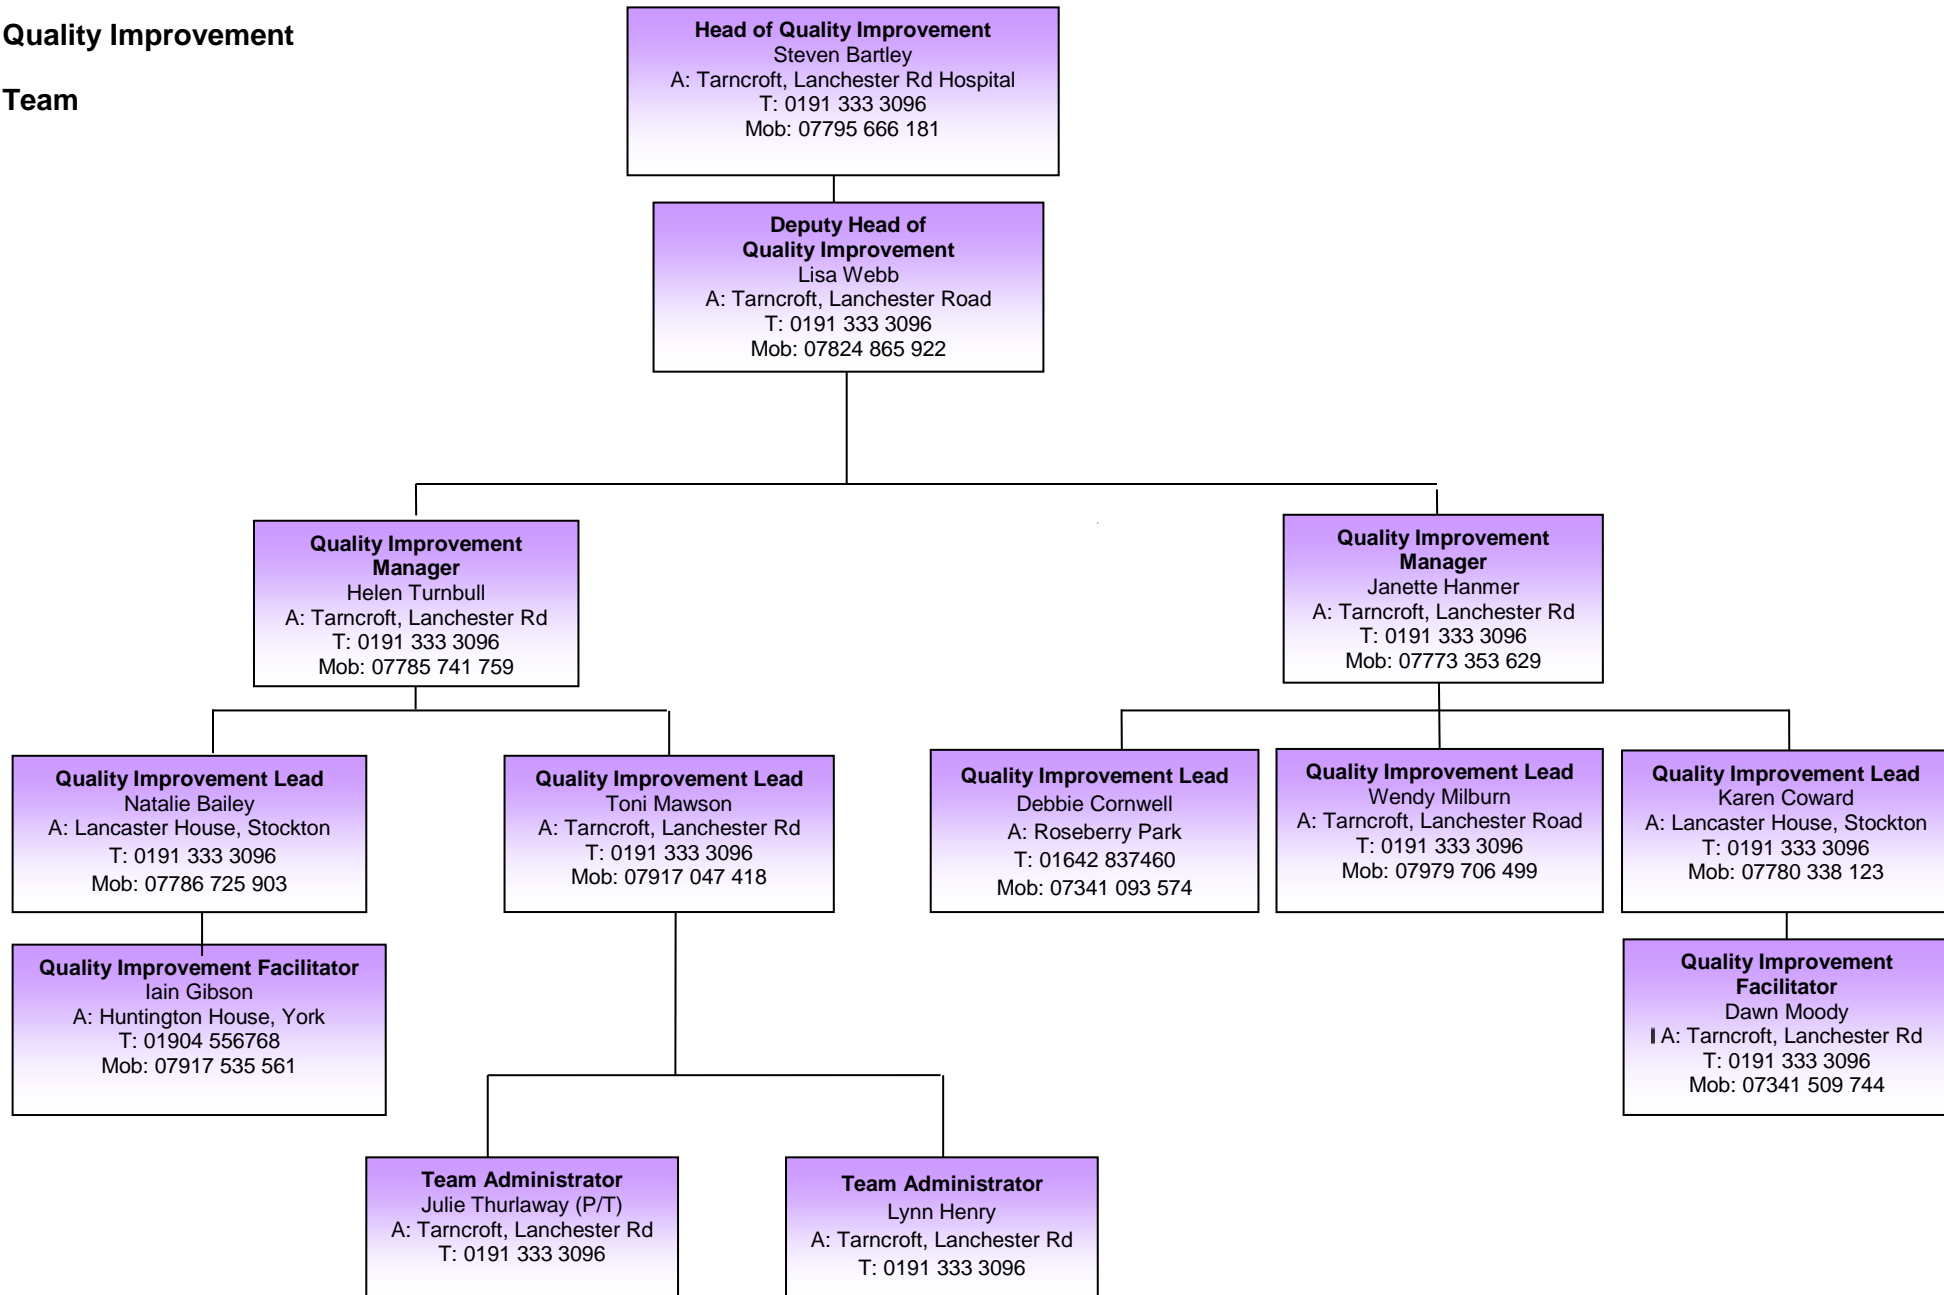 Quality Improvement
Team
Head of Quality Improvement
Steven Bartley
A: Tarncroft, Lanchester Rd Hospital
T: 0191 333 3096
Mob: 07795 666 181
Deputy Head of
Quality Improvement
Lisa Webb
A: Tarncroft, Lanchester Road
T: 0191 333 3096
Mob: 07824 865 922
Quality Improvement
Manager
Helen Turnbull
A: Tarncroft, Lanchester Rd
T: 0191 333 3096
Mob: 07785 741 759
Quality Improvement
Manager
Janette Hanmer
A: Tarncroft, Lanchester Rd
T: 0191 333 3096
Mob: 07773 353 629
Quality Improvement Lead
Natalie Bailey
A: Lancaster House, Stockton
T: 0191 333 3096
Mob: 07786 725 903
Quality Improvement Lead
Toni Mawson
A: Tarncroft, Lanchester Rd
T: 0191 333 3096
Mob: 07917 047 418
Quality Improvement Lead
Debbie Cornwell
A: Roseberry Park
T: 01642 837460
Mob: 07341 093 574
Quality Improvement Lead
Wendy Milburn
A: Tarncroft, Lanchester Road
T: 0191 333 3096
Mob: 07979 706 499
Quality Improvement Lead
Karen Coward
A: Lancaster House, Stockton
T: 0191 333 3096
Mob: 07780 338 123
Quality Improvement Facilitator
Iain Gibson
A: Huntington House, York
T: 01904 556768
Mob: 07917 535 561
Quality Improvement
Facilitator
Dawn Moody
A: Tarncroft, Lanchester Rd
T: 0191 333 3096
Mob: 07341 509 744
Team Administrator
Julie Thurlaway (P/T)
A: Tarncroft, Lanchester Rd
T: 0191 333 3096
Team Administrator
Lynn Henry
A: Tarncroft, Lanchester Rd
T: 0191 333 3096